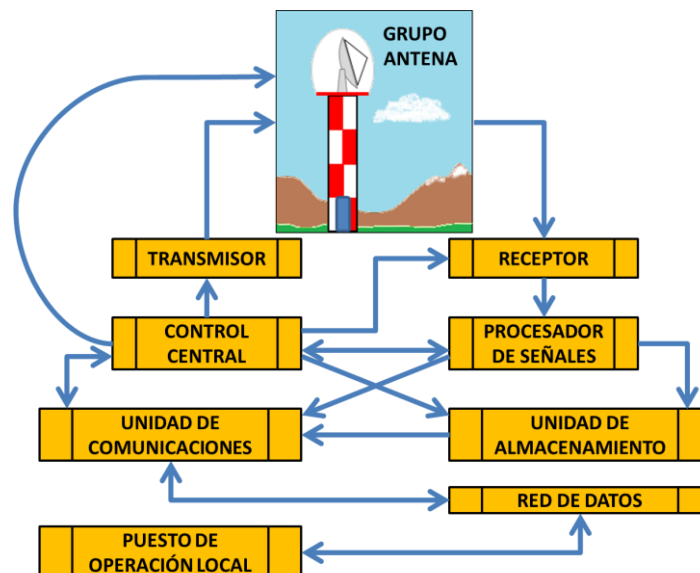 GRUPO
ANTENA
TRANSMISOR
RECEPTOR
CONTROL
CENTRAL
PROCESADOR
DE SEÑALES
UNIDAD DE
COMUNICACIONES
UNIDAD DE
ALMACENAMIENTO
RED DE DATOS
PUESTO DE
OPERACIÓN LOCAL